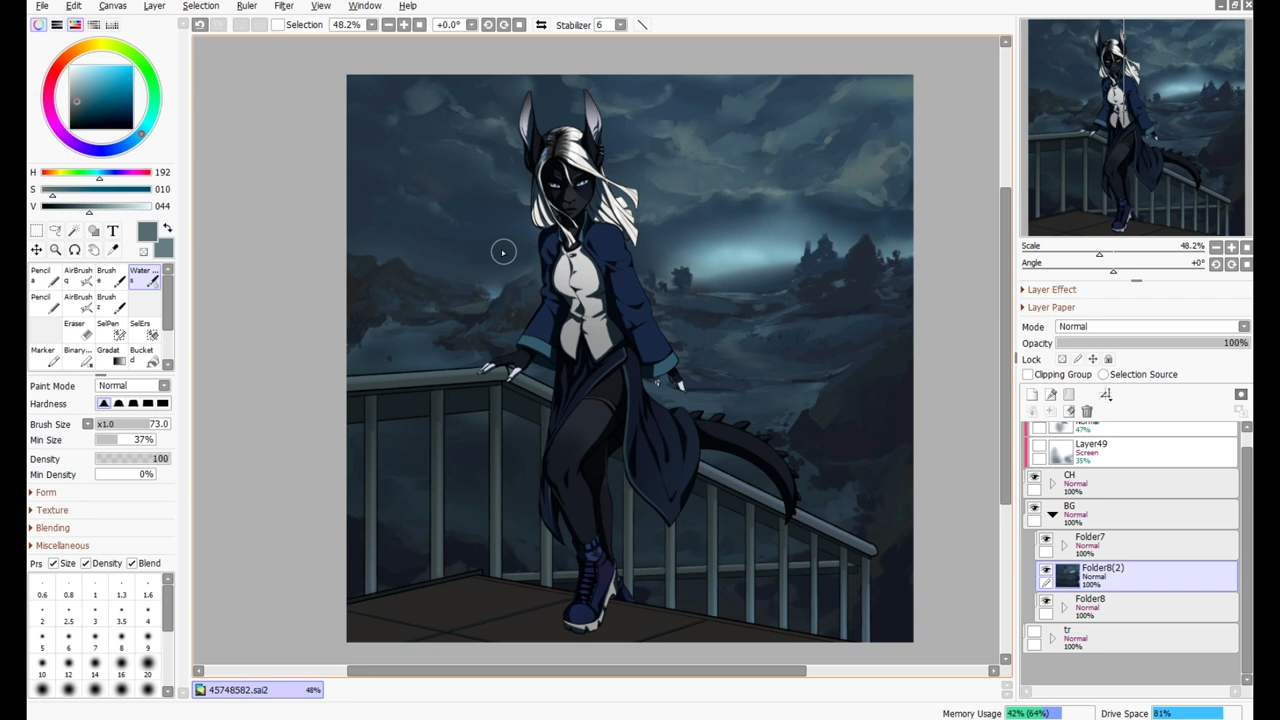 File Edit Canvas Layer Selection Ruler Filter View Window Help
Selection 48.2% +0.0° Stabilizer 6
H 192
S 010
V 044
T
Pencil AirBrush Brush Water ...
a q e s
Pencil AirBrush Brush
z
Eraser SelPen SelErs
Marker Binary... Gradat Bucket
d
Paint Mode Normal
Hardness
Brush Size x1.0 73.0
Min Size 37%
Density 100
Min Density 0%
Form
Texture
Blending
Miscellaneous
Prs Size Density Blend
0.6 0.8 1 1.3 1.6
2 2.5 3 3.5 4
5 6 7 8 9
10 12 14 16 20
45748582.sai2 48%
Scale 48.2%
Angle +0°
Layer Effect
Layer Paper
Mode Normal
Opacity 100%
Lock
Clipping Group Selection Source
Normal
47%
Layer49
Screen
35%
CH
Normal
100%
BG
Normal
100%
Folder7
Normal
100%
Folder8(2)
Normal
100%
Folder8
Normal
100%
tr
Normal
100%
Memory Usage 42% (64%) Drive Space 81%